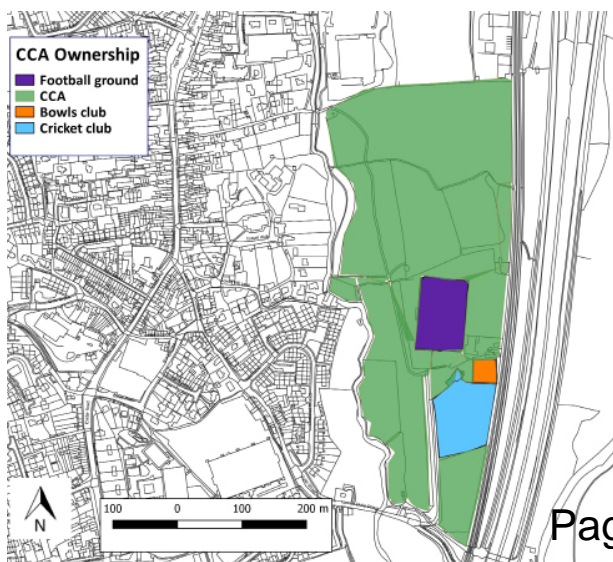 CCA Ownership
Football ground
CCA
Bowls club
Cricket club
N
100 0 100 200 m
Pag